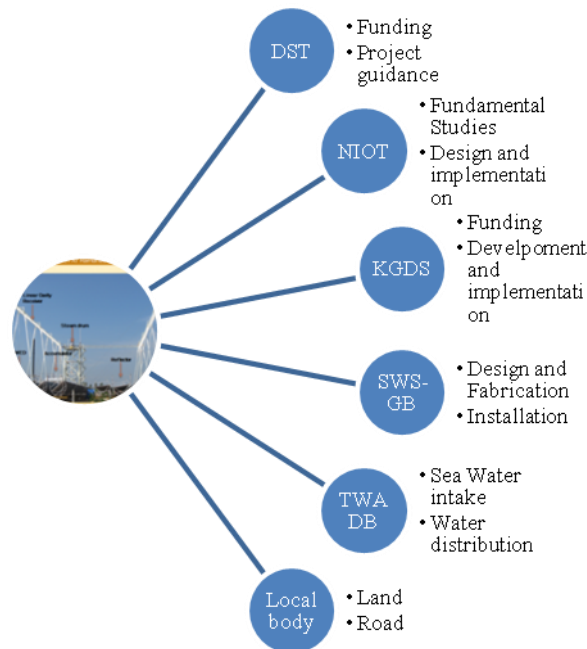 DST
• Funding
• Project
guidance
NIOT
• Fundamental
Studies
• Design and
implementati
on
KGDS
• Funding
• Develpoment
and
implementati
on
SWS-
GB
• Design and
Fabrication
• Installation
TWA
DB
• Sea Water
intake
• Water
distribution
Local
body
• Land
• Road